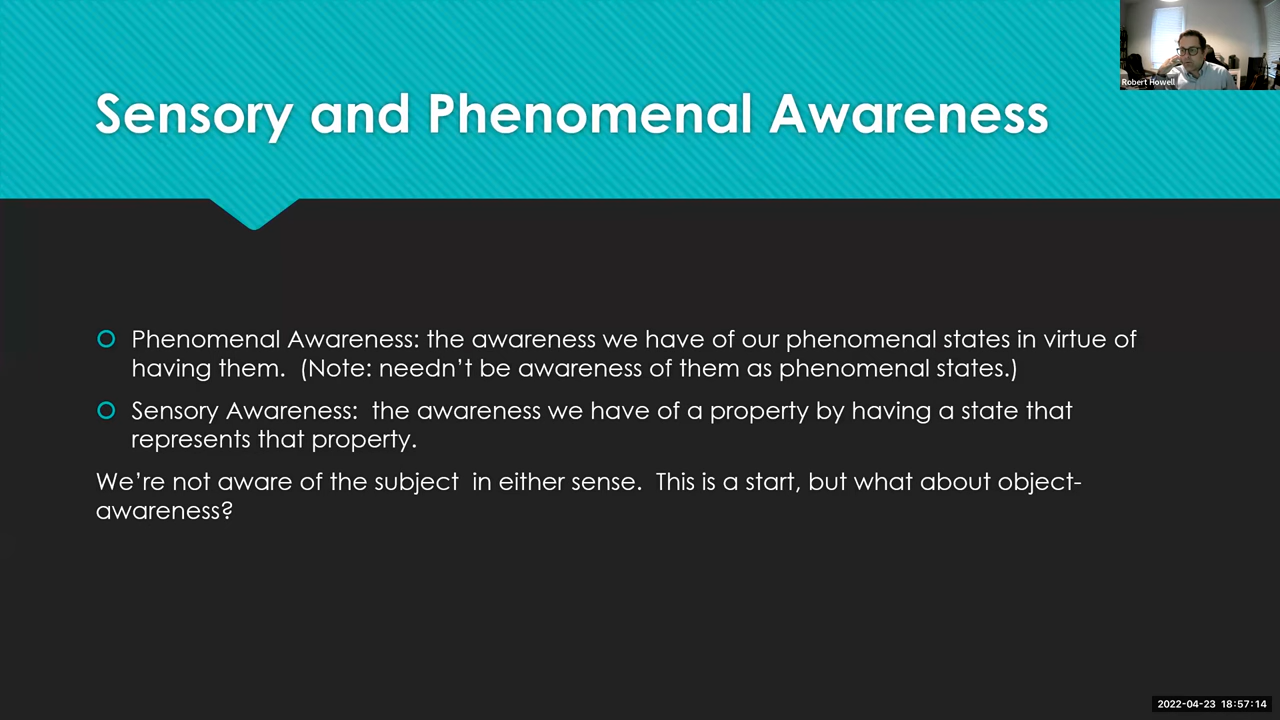 Robert Howell
Sensory and Phenomenal Awareness
Phenomenal Awareness: the awareness we have of our phenomenal states in virtue of
having them. (Note: needn't be awareness of them as phenomenal states.)
Sensory Awareness: the awareness we have of a property by having a state that
represents that property.
We're not aware of the subject in either sense. This is a start, but what about object-
awareness?
2022-04-23 18:57:14